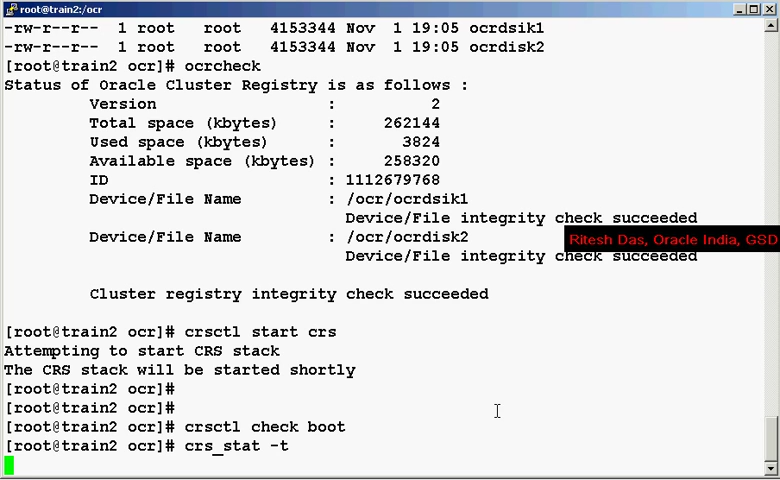 root@train2:/ocr
-rw-r--r--  1 root   root   4153344 Nov  1 19:05 ocrdsik1
-rw-r--r--  1 root   root   4153344 Nov  1 19:05 ocrdisk2
[root@train2 ocr]# ocrcheck
Status of Oracle Cluster Registry is as follows :
Version                  :          2
Total space (kbytes)     :     262144
Used space (kbytes)      :       3824
Available space (kbytes) :     258320
ID                       : 1112679768
Device/File Name         : /ocr/ocrdsik1
Device/File integrity check succeeded
Device/File Name         : /ocr/ocrdisk2
Ritesh Das, Oracle India, GSD
Device/File integrity check succeeded
Cluster registry integrity check succeeded
[root@train2 ocr]# crsctl start crs
Attempting to start CRS stack
The CRS stack will be started shortly
[root@train2 ocr]#
[root@train2 ocr]#
[root@train2 ocr]# crsctl check boot
[root@train2 ocr]# crs_stat -t